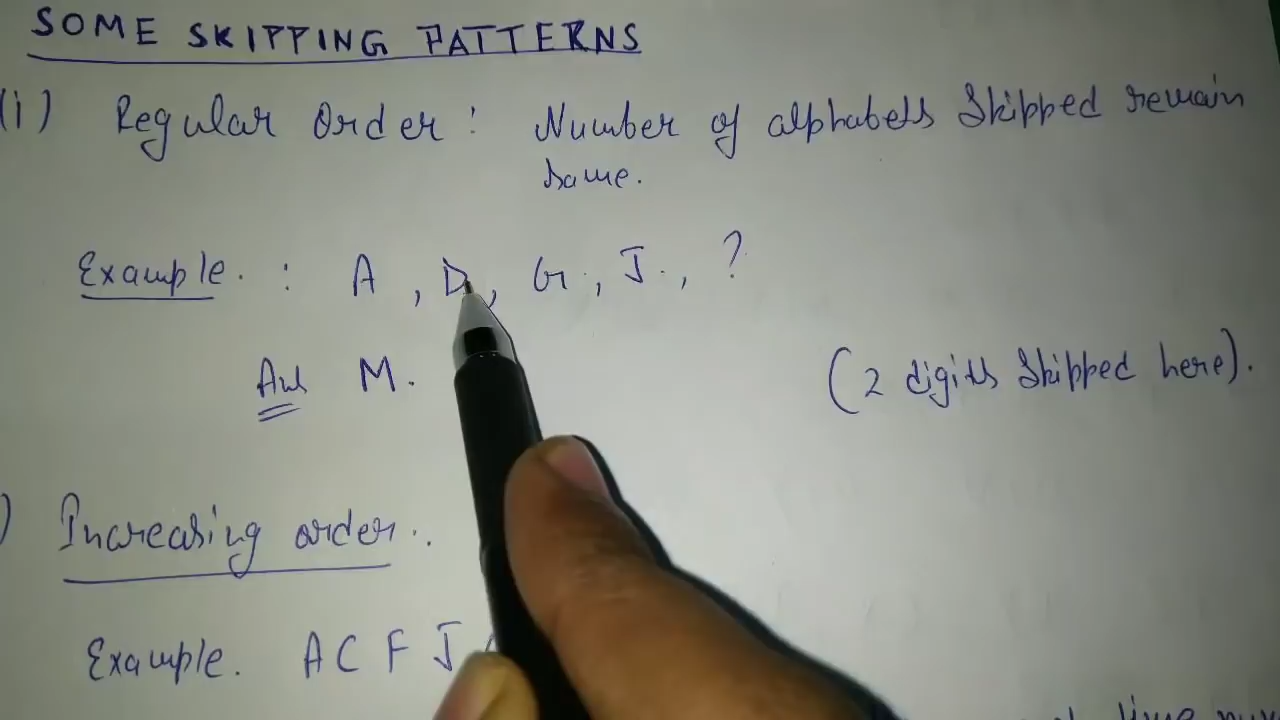 SOME SKIPPING PATTERNS
(i) Regular Order: Number of alphabets skipped remain
same.
Example. : A , D, G, J., ?
Ans M. (2 digits skipped here).
) Increasing order..
Example. A C F J